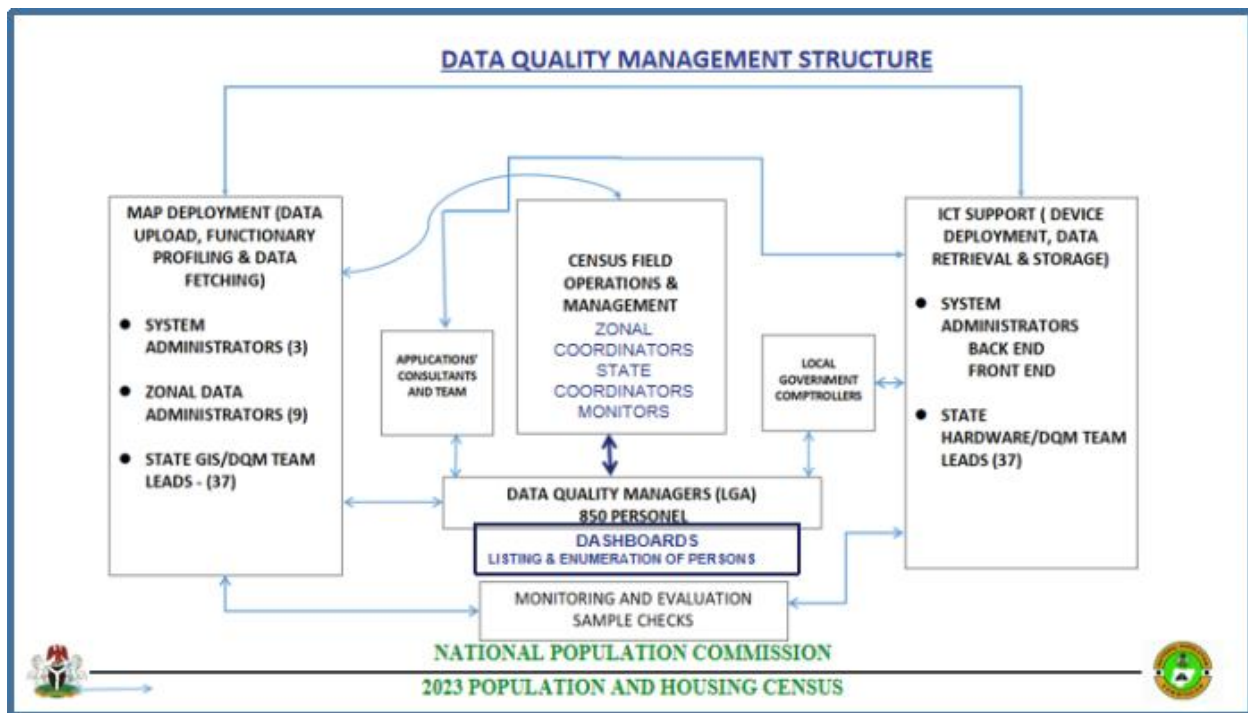 DATA QUALITY MANAGEMENT STRUCTURE
MAP DEPLOYMENT (DATA
UPLOAD, FUNCTIONARY
PROFILING & DATA
FETCHING)
● SYSTEM
ADMINISTRATORS (3)
● ZONAL DATA
ADMINISTRATORS (9)
● STATE GIS/DQM TEAM
LEADS - (37)
APPLICATIONS'
CONSULTANTS
AND TEAM
CENSUS FIELD
OPERATIONS &
MANAGEMENT
ZONAL
COORDINATORS
STATE
COORDINATORS
MONITORS
LOCAL
GOVERNMENT
COMPTROLLERS
ICT SUPPORT ( DEVICE
DEPLOYMENT, DATA
RETRIEVAL & STORAGE)
● SYSTEM
ADMINISTRATORS
BACK END
FRONT END
● STATE
HARDWARE/DQM TEAM
LEADS (37)
DATA QUALITY MANAGERS (LGA)
850 PERSONEL
DASHBOARDS
LISTING & ENUMERATION OF PERSONS
MONITORING AND EVALUATION
SAMPLE CHECKS
NATIONAL POPULATION COMMISSION
2023 POPULATION AND HOUSING CENSUS